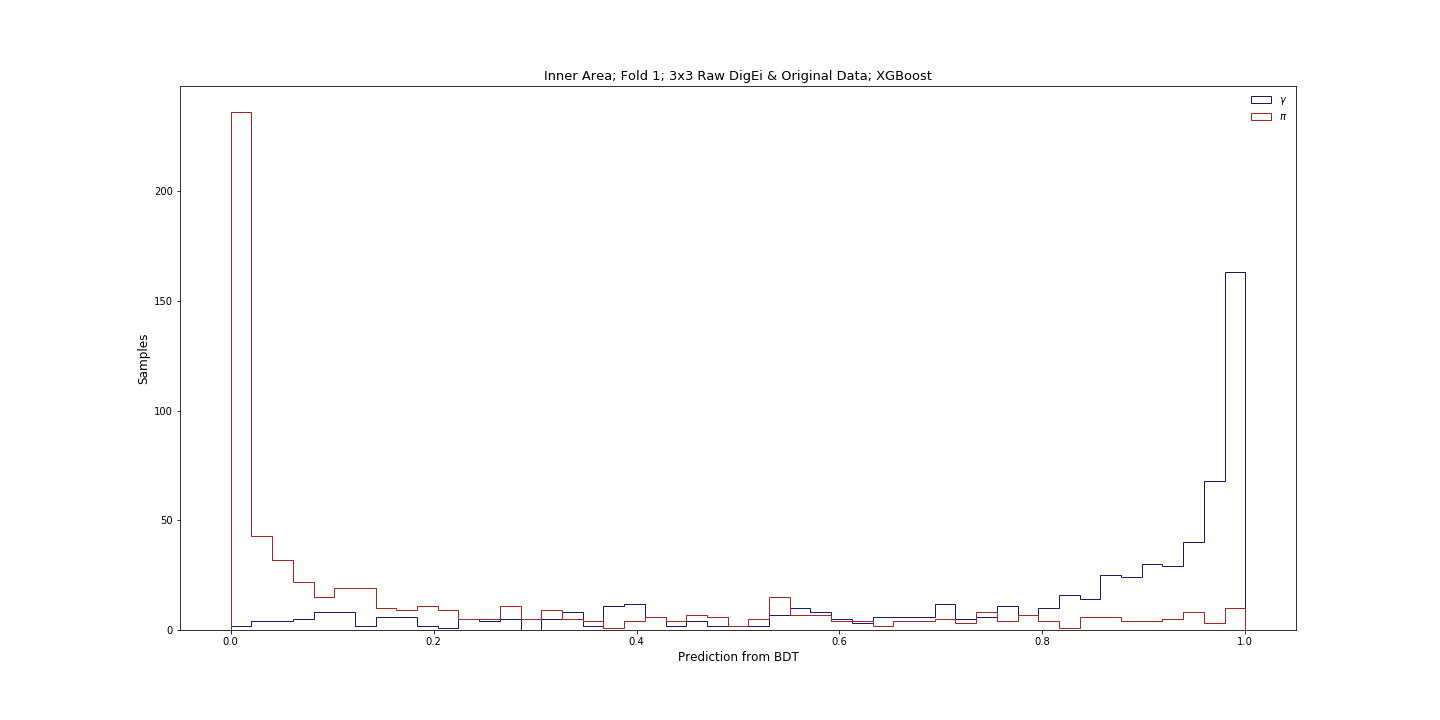 Inner Area; Fold 1; 3x3 Raw DigEi & Original Data; XGBoost
γ
π
200
150
100
50
0
Samples
0.0 0.2 0.4 0.6 0.8 1.0
Prediction from BDT